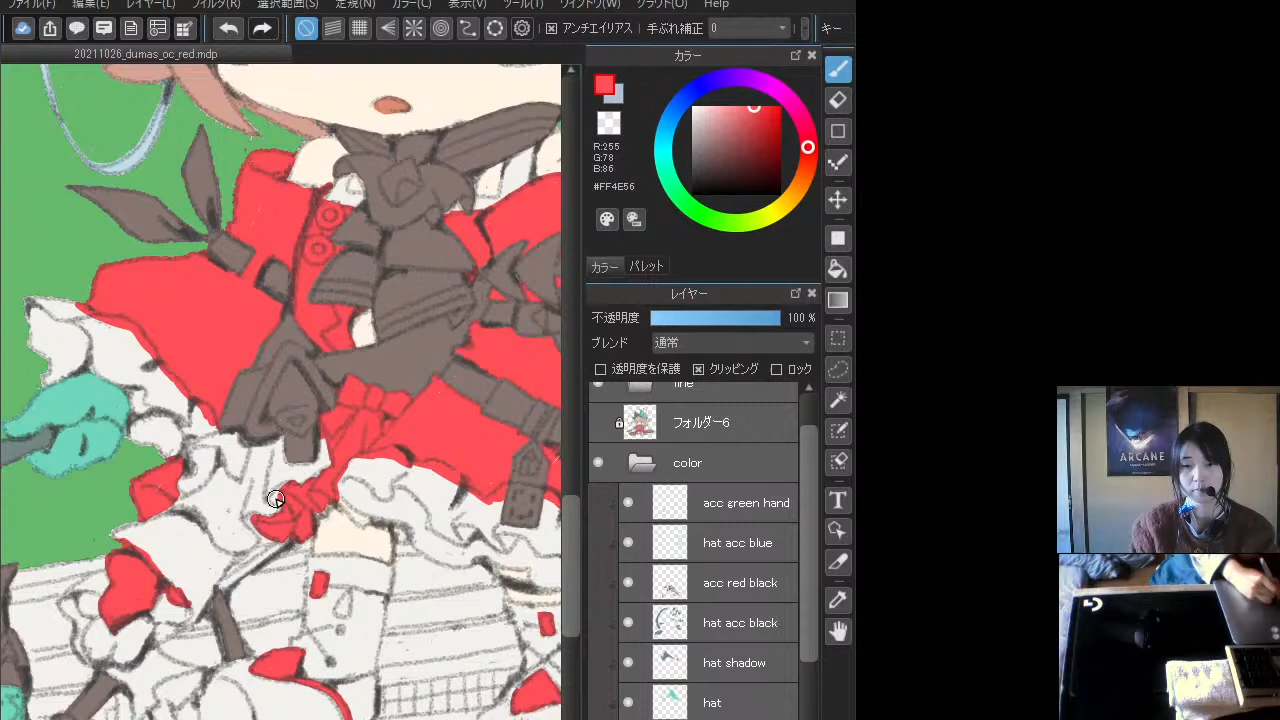 ファイル(F) 編集(E) レイヤー(L) フィルタ(R) 選択範囲(S) 定規(N) カラー(C) 表示(V) ツール(T) ウィンドウ(W) クラウド(O) Help
アンチエイリアス 手ぶれ補正 0 キー
20211026_dumas_oc_red.mdp
カラー
R:255
G:78
B:86
#FF4E56
カラー パレット
レイヤー
不透明度 100 %
ブレンド 通常
透明度を保護 クリッピング ロック
line
フォルダー6
color
acc green hand
hat acc blue
acc red black
hat acc black
hat shadow
hat
ARCANE